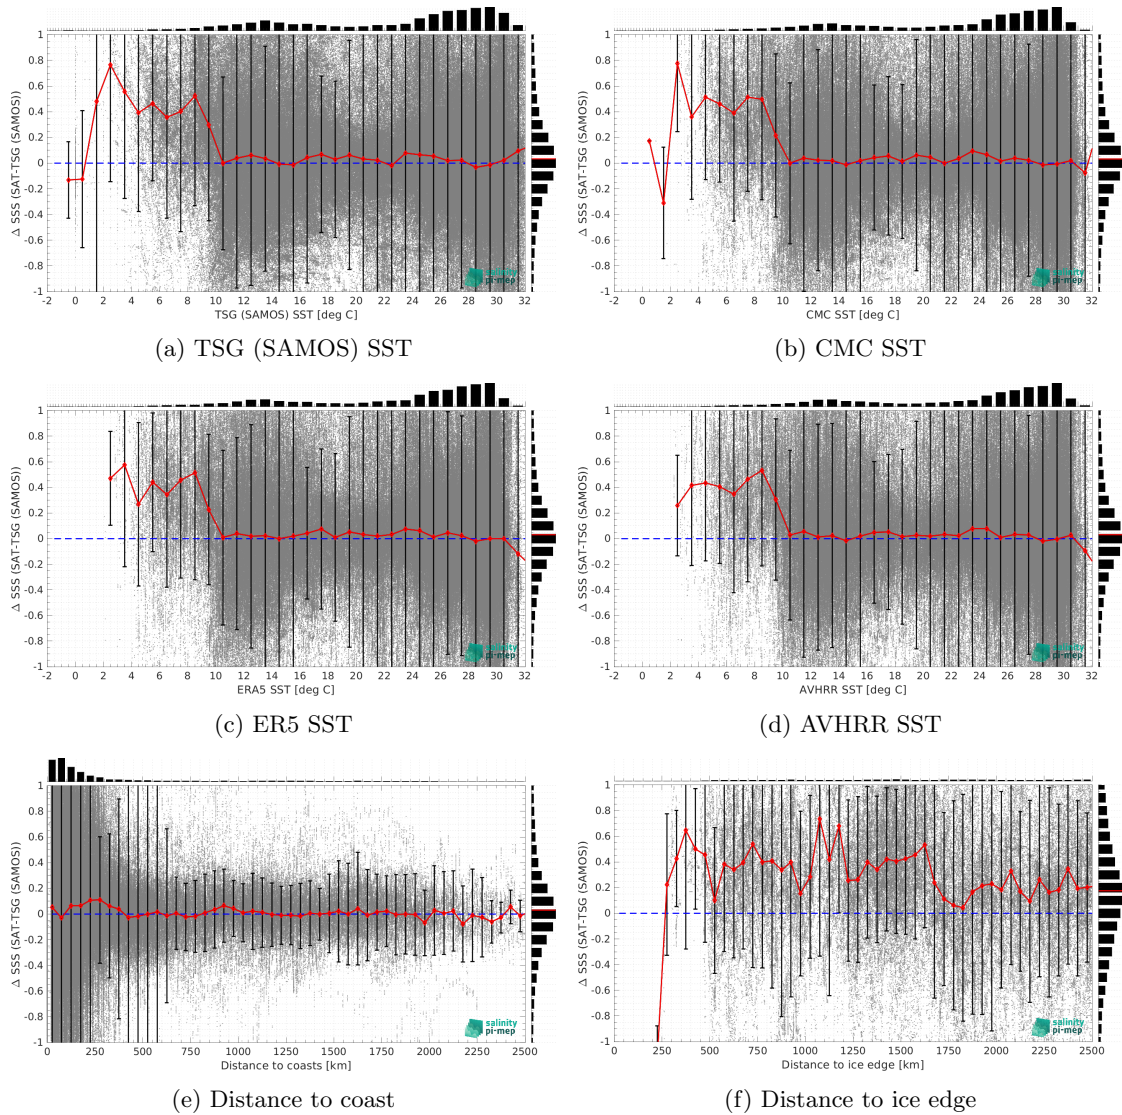 1
0.8
0.6
0.4
0.2
0
-0.2
-0.4
-0.6
-0.8
-1
Δ SSS (SAT-TSG (SAMOS))
-2 0 2 4 6 8 10 12 14 16 18 20 22 24 26 28 30 32
TSG (SAMOS) SST [deg C]
salinity
pi-mep
(a) TSG (SAMOS) SST
1
0.8
0.6
0.4
0.2
0
-0.2
-0.4
-0.6
-0.8
-1
Δ SSS (SAT-TSG (SAMOS))
-2 0 2 4 6 8 10 12 14 16 18 20 22 24 26 28 30 32
CMC SST [deg C]
salinity
pi-mep
(b) CMC SST
1
0.8
0.6
0.4
0.2
0
-0.2
-0.4
-0.6
-0.8
-1
Δ SSS (SAT-TSG (SAMOS))
-2 0 2 4 6 8 10 12 14 16 18 20 22 24 26 28 30 32
ERA5 SST [deg C]
salinity
pi-mep
(c) ER5 SST
1
0.8
0.6
0.4
0.2
0
-0.2
-0.4
-0.6
-0.8
-1
Δ SSS (SAT-TSG (SAMOS))
-2 0 2 4 6 8 10 12 14 16 18 20 22 24 26 28 30 32
AVHRR SST [deg C]
salinity
pi-mep
(d) AVHRR SST
1
0.8
0.6
0.4
0.2
0
-0.2
-0.4
-0.6
-0.8
-1
Δ SSS (SAT-TSG (SAMOS))
0 250 500 750 1000 1250 1500 1750 2000 2250 2500
Distance to coasts [km]
salinity
pi-mep
(e) Distance to coast
1
0.8
0.6
0.4
0.2
0
-0.2
-0.4
-0.6
-0.8
-1
Δ SSS (SAT-TSG (SAMOS))
0 250 500 750 1000 1250 1500 1750 2000 2250 2500
Distance to ice edge [km]
salinity
pi-mep
(f) Distance to ice edge